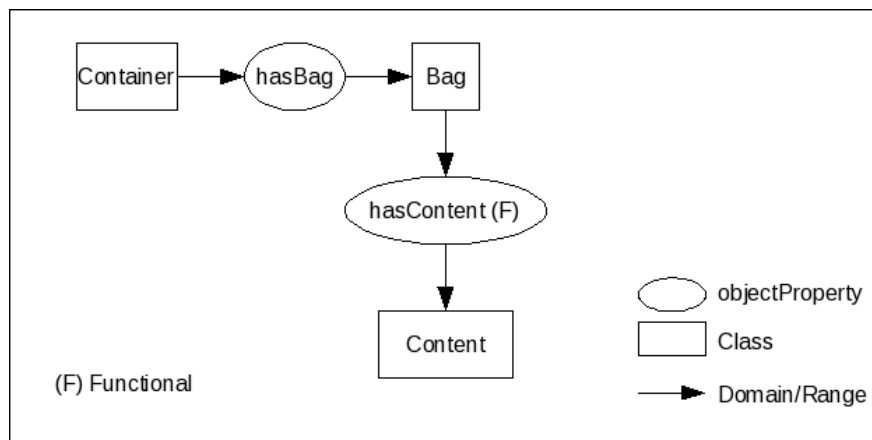 Container
hasBag
Bag
hasContent (F)
Content
objectProperty
Class
(F) Functional
Domain/Range